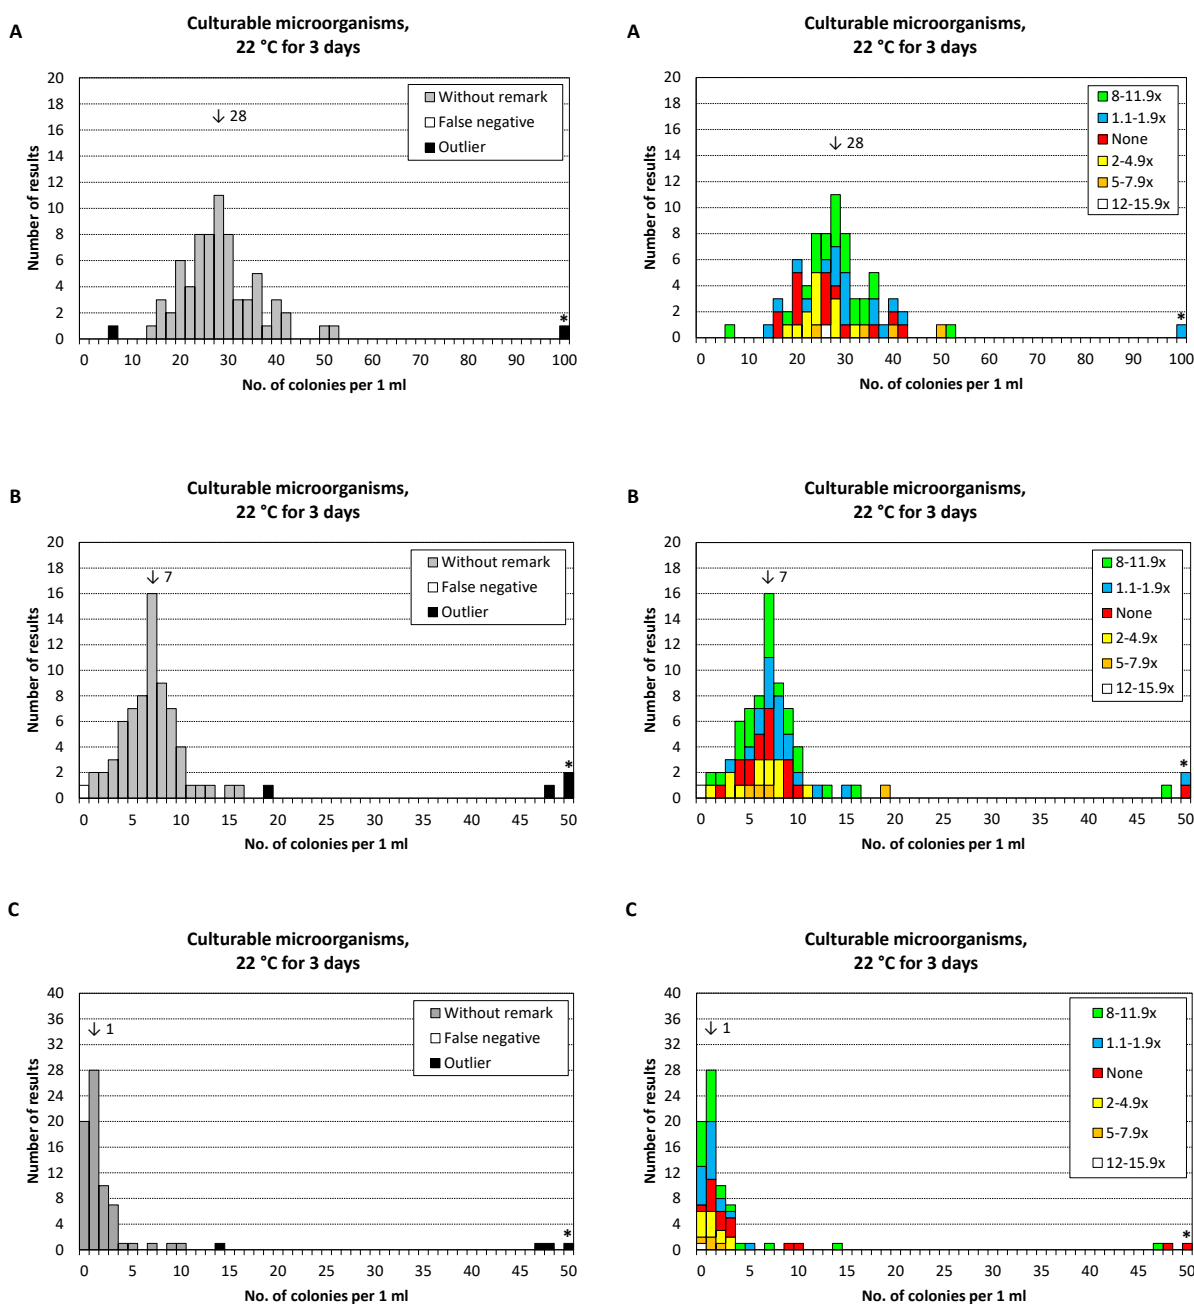 A
Culturable microorganisms,
22 °C for 3 days
Number of results
20
18
16
14
12
10
8
6
4
2
0
↓ 28
Without remark
False negative
Outlier
*
0 10 20 30 40 50 60 70 80 90 100
No. of colonies per 1 ml
A
Culturable microorganisms,
22 °C for 3 days
Number of results
20
18
16
14
12
10
8
6
4
2
0
↓ 28
8-11.9x
1.1-1.9x
None
2-4.9x
5-7.9x
12-15.9x
*
0 10 20 30 40 50 60 70 80 90 100
No. of colonies per 1 ml
B
Culturable microorganisms,
22 °C for 3 days
Number of results
20
18
16
14
12
10
8
6
4
2
0
↓ 7
Without remark
False negative
Outlier
*
0 5 10 15 20 25 30 35 40 45 50
No. of colonies per 1 ml
B
Culturable microorganisms,
22 °C for 3 days
Number of results
20
18
16
14
12
10
8
6
4
2
0
↓ 7
8-11.9x
1.1-1.9x
None
2-4.9x
5-7.9x
12-15.9x
*
0 5 10 15 20 25 30 35 40 45 50
No. of colonies per 1 ml
C
Culturable microorganisms,
22 °C for 3 days
Number of results
40
36
32
28
24
20
16
12
8
4
0
↓ 1
Without remark
False negative
Outlier
*
0 5 10 15 20 25 30 35 40 45 50
No. of colonies per 1 ml
C
Culturable microorganisms,
22 °C for 3 days
Number of results
40
36
32
28
24
20
16
12
8
4
0
↓ 1
8-11.9x
1.1-1.9x
None
2-4.9x
5-7.9x
12-15.9x
*
0 5 10 15 20 25 30 35 40 45 50
No. of colonies per 1 ml